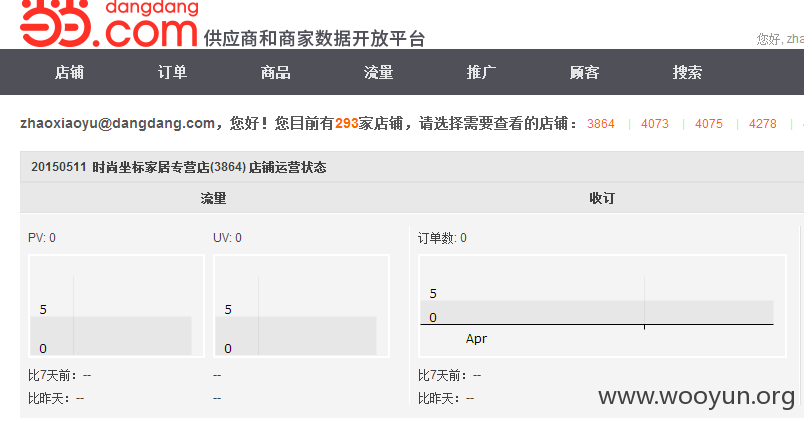 当当 dangdang
.com 供应商和商家数据开放平台
您好, zha
店铺 订单 商品 流量 推广 顾客 搜索
zhaoxiaoyu@dangdang.com，您好！您目前有293家店铺，请选择需要查看的店铺： 3864 | 4073 | 4075 | 4278 |
20150511 时尚坐标家居专营店(3864) 店铺运营状态
流量 收订
PV: 0 UV: 0 订单数: 0
5 5 5
0 0 0
Apr
比7天前： -- -- 比7天前： --
比昨天： -- -- 比昨天： --
www.wooyun.org